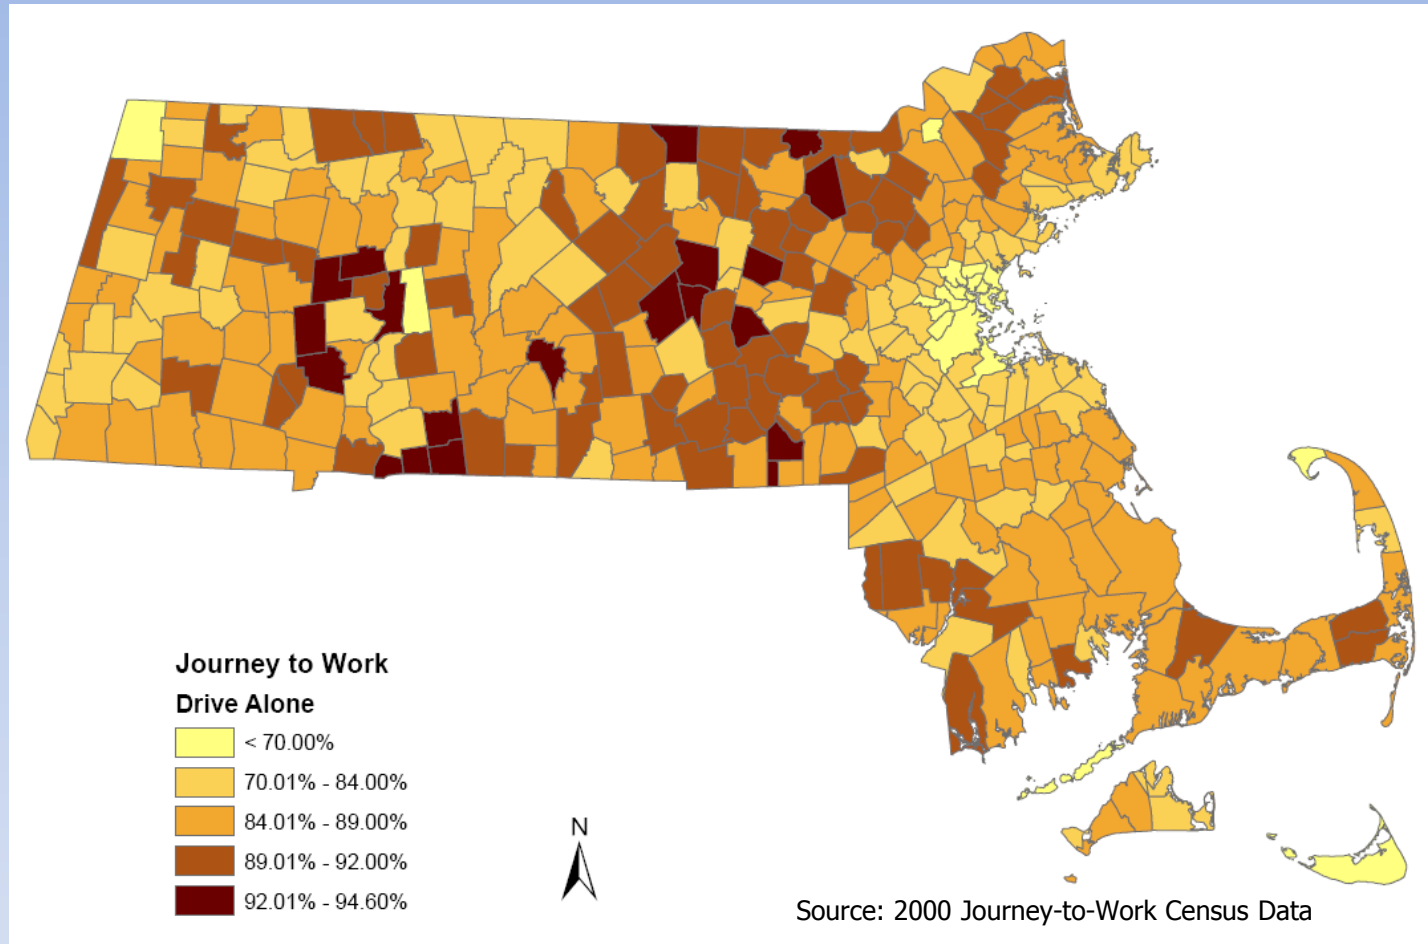 Journey to Work
Drive Alone
< 70.00%
70.01% - 84.00%
84.01% - 89.00%
89.01% - 92.00%
92.01% - 94.60%
N
Source: 2000 Journey-to-Work Census Data